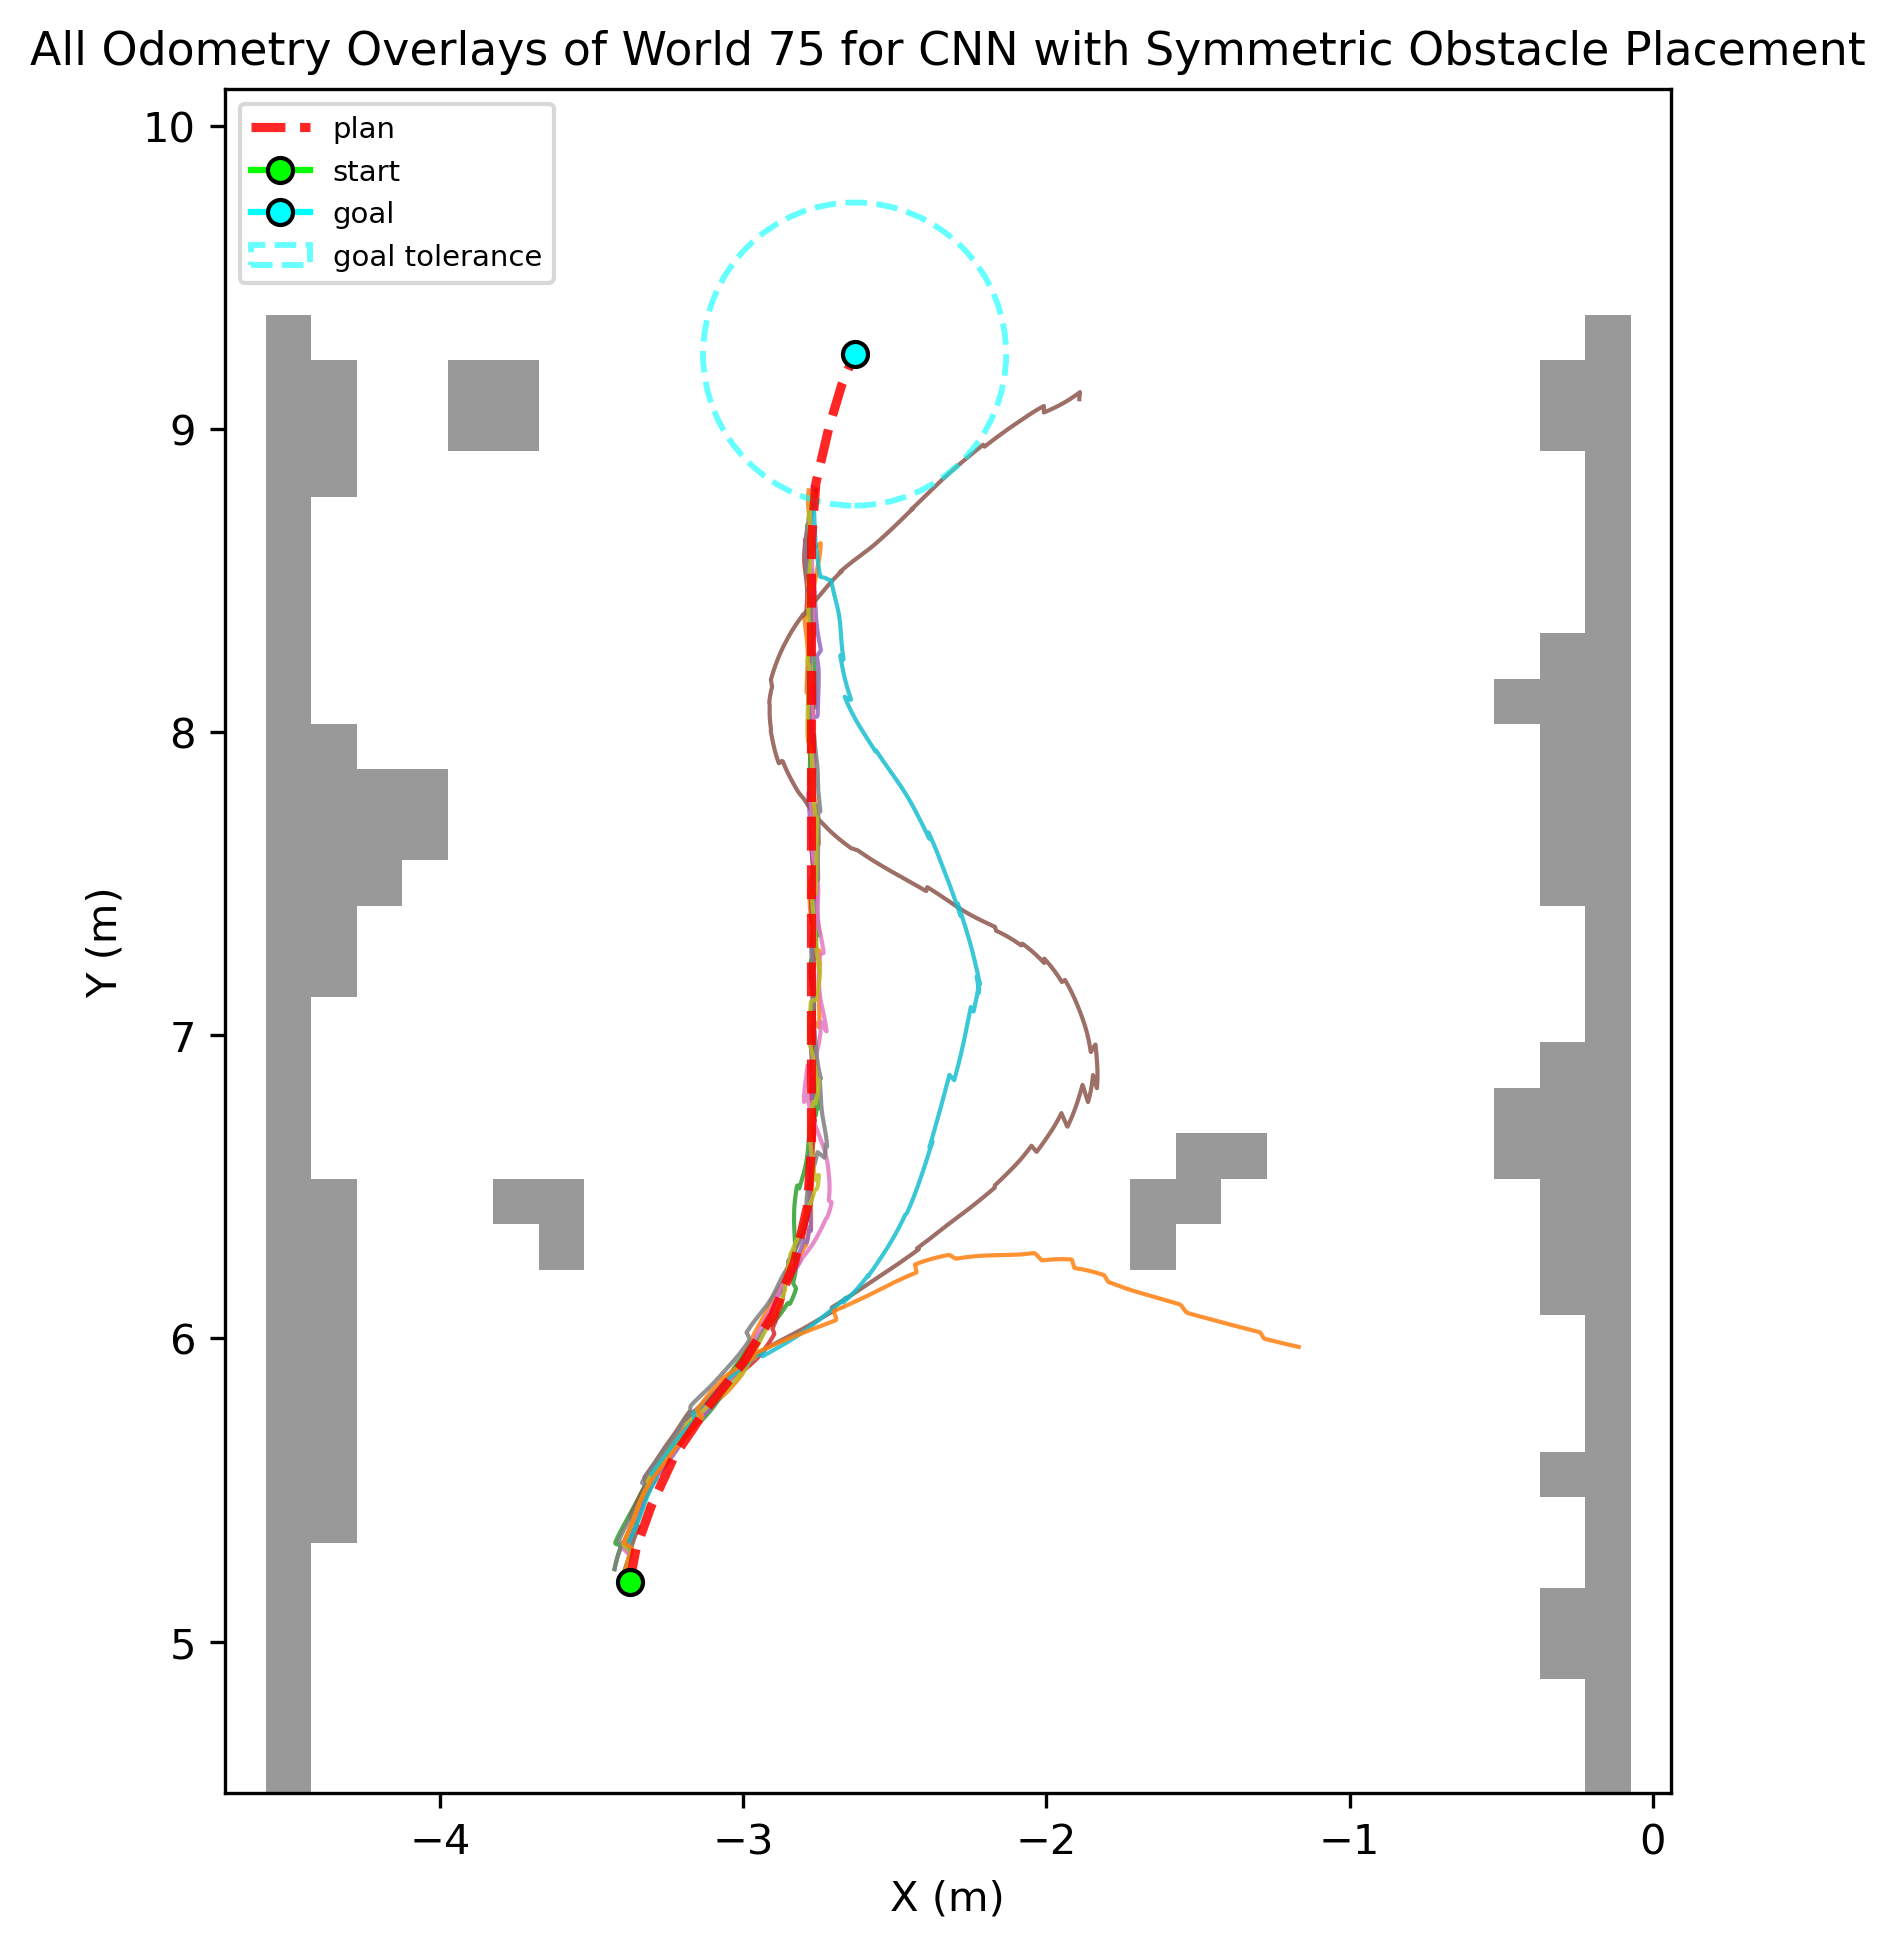 All Odometry Overlays of World 75 for CNN with Symmetric Obstacle Placement
plan
start
goal
goal tolerance
10
9
8
7
6
5
Y (m)
−4
−3
−2
−1
0
X (m)